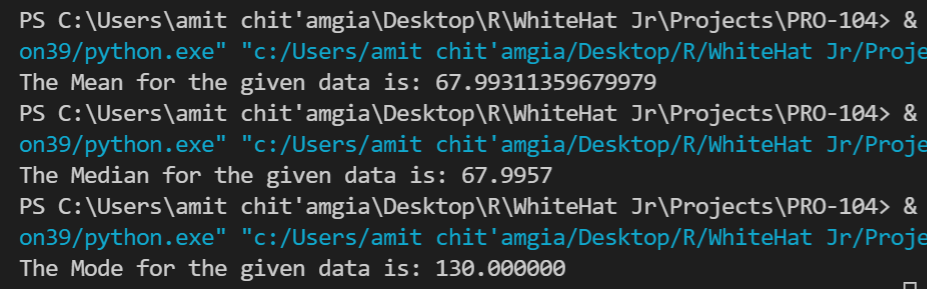 PS C:\Users\amit chit'amgia\Desktop\R\WhiteHat Jr\Projects\PRO-104> &
on39/python.exe" "c:/Users/amit chit'amgia/Desktop/R/WhiteHat Jr/Proje
The Mean for the given data is: 67.99311359679979
PS C:\Users\amit chit'amgia\Desktop\R\WhiteHat Jr\Projects\PRO-104> &
on39/python.exe" "c:/Users/amit chit'amgia/Desktop/R/WhiteHat Jr/Proje
The Median for the given data is: 67.9957
PS C:\Users\amit chit'amgia\Desktop\R\WhiteHat Jr\Projects\PRO-104> &
on39/python.exe" "c:/Users/amit chit'amgia/Desktop/R/WhiteHat Jr/Proje
The Mode for the given data is: 130.000000